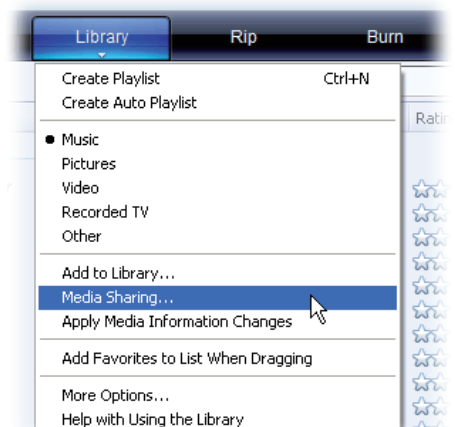 Library Rip Burn
Create Playlist Ctrl+N
Create Auto Playlist
Music
Pictures
Video
Recorded TV
Other
Add to Library...
Media Sharing...
Apply Media Information Changes
Add Favorites to List When Dragging
More Options...
Help with Using the Library